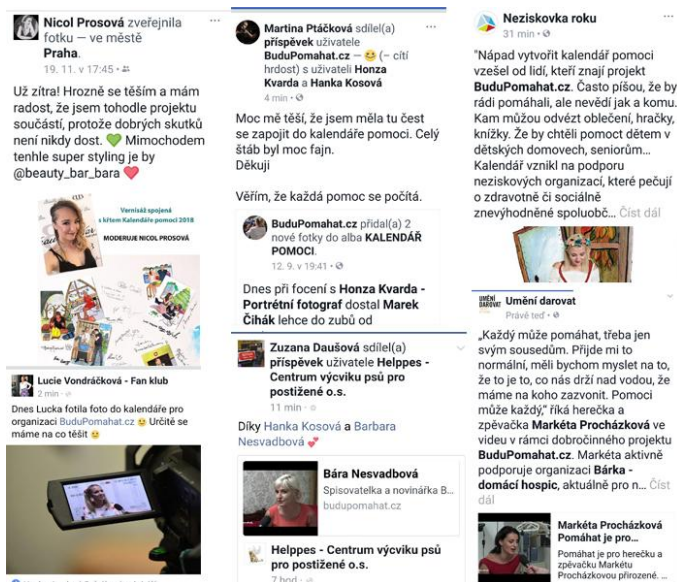 Nicol Prosová zveřejnila
fotku — ve městě
Praha.
19. 11. v 17:45 •
Už zítra! Hrozně se těším a mám
radost, že jsem tohodle projektu
součástí, protože dobrých skutků
není nikdy dost. 💚 Mimochodem
tenhle super styling je by
@beauty_bar_bara ❤️
Vernisáž spojená
s křtem Kalendáře pomoci 2018
MODERUJE NICOL PROSOVÁ
Lucie Vondráčková - Fan klub
2 min ·
Dnes Lucka fotila foto do kalendáře pro
organizaci BuduPomahat.cz 🙂 Určitě se
máme na co těšit 🙂
Martina Ptáčková sdílel(a)
příspěvek uživatele
BuduPomahat.cz — 😄 (– cítí
hrdost) s uživateli Honza
Kvarda a Hanka Kosová
4 min •
Moc mě těší, že jsem měla tu čest
se zapojit do kalendáře pomoci. Celý
štáb byl moc fajn.
Děkuji
Věřím, že každá pomoc se počítá.
BuduPomahat.cz přidal(a) 2
nové fotky do alba KALENDÁŘ
POMOCI.
12. 9. v 19:41 •
Dnes při focení s Honza Kvarda -
Portrétní fotograf dostal Marek
Čihák lehce do zubů od
Zuzana Daušová sdílel(a)
příspěvek uživatele Helppes -
Centrum výcviku psů pro
postižené o.s.
11 min ·
Díky Hanka Kosová a Barbara
Nesvadbová 💕
Bára Nesvadbová
Spisovatelka a novinářka B...
budupomahat.cz
Helppes - Centrum výcviku psů
pro postižené o.s.
7 hod ·
Neziskovka roku
31 min •
"Nápad vytvořit kalendář pomoci
vzešel od lidí, kteří znají projekt
BuduPomahat.cz. Často píšou, že by
rádi pomáhali, ale nevědí jak a komu.
Kam můžou odvézt oblečení, hračky,
knížky. Že by chtěli pomoct dětem v
dětských domovech, seniorům...
Kalendář vznikl na podporu
neziskových organizací, které pečují
o zdravotně či sociálně
znevýhodněné spoluobč... Číst dál
UMĚNÍ
DAROVAT
Umění darovat
Právě teď •
„Každý může pomáhat, třeba jen
svým sousedům. Přijde mi to
normální, měli bychom myslet na to,
že to je to, co nás drží nad vodou, že
máme na koho zazvonit. Pomoci
může každý," říká herečka a
zpěvačka Markéta Procházková ve
videu v rámci dobročinného projektu
BuduPomahat.cz. Markéta aktivně
podporuje organizaci Bárka -
domácí hospic, aktuálně pro n... Číst
dál
Markéta Procházková
Pomáhat je pro...
Pomáhat je pro herečku a
zpěvačku Markétu
Procházkovou přirozené. ...